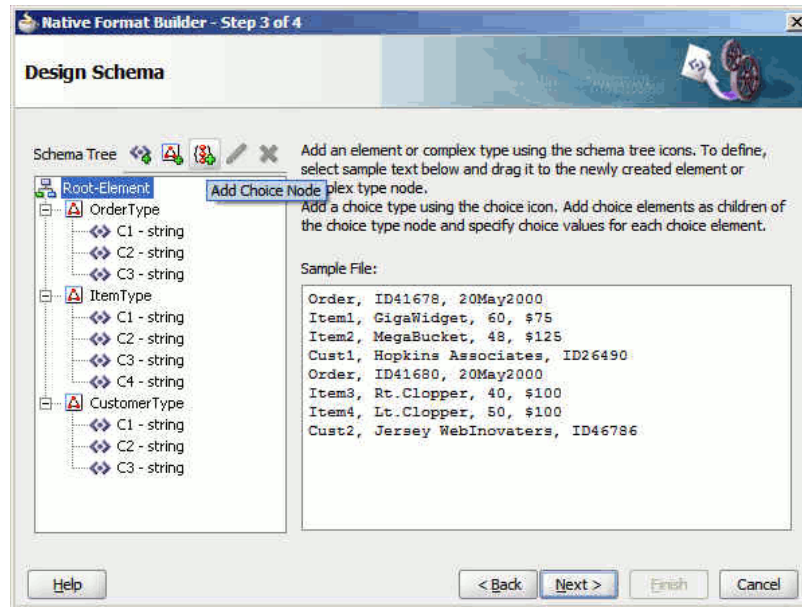 Native Format Builder - Step 3 of 4
Design Schema
Schema Tree
Root-Element
Add Choice Node
OrderType
C1 - string
C2 - string
C3 - string
ItemType
C1 - string
C2 - string
C3 - string
C4 - string
CustomerType
C1 - string
C2 - string
C3 - string
Add an element or complex type using the schema tree icons. To define,
select sample text below and drag it to the newly created element or
plex type node.
Add a choice type using the choice icon. Add choice elements as children of
the choice type node and specify choice values for each choice element.
Sample File:
Order, ID41678, 20May2000
Item1, GigaWidget, 60, $75
Item2, MegaBucket, 48, $125
Cust1, Hopkins Associates, ID26490
Order, ID41680, 20May2000
Item3, Rt.Clopper, 40, $100
Item4, Lt.Clopper, 50, $100
Cust2, Jersey WebInovaters, ID46786
Help
< Back
Next >
Finish
Cancel